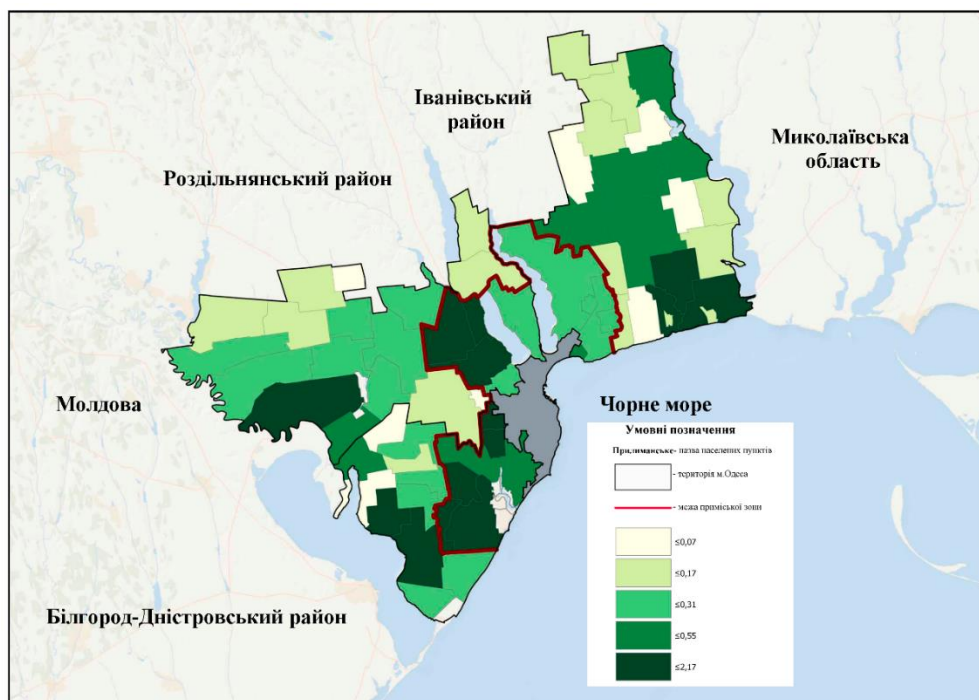 Іванівський
район
Миколаївська
область
Роздільнянський район
Молдова
Чорне море
Умовні позначення
Прилиманське- назва населених пунктів
- територія м.Одеса
- межа приміської зони
≤0,07
≤0,17
≤0,31
≤0,55
≤2,17
Білгород-Дністровський район